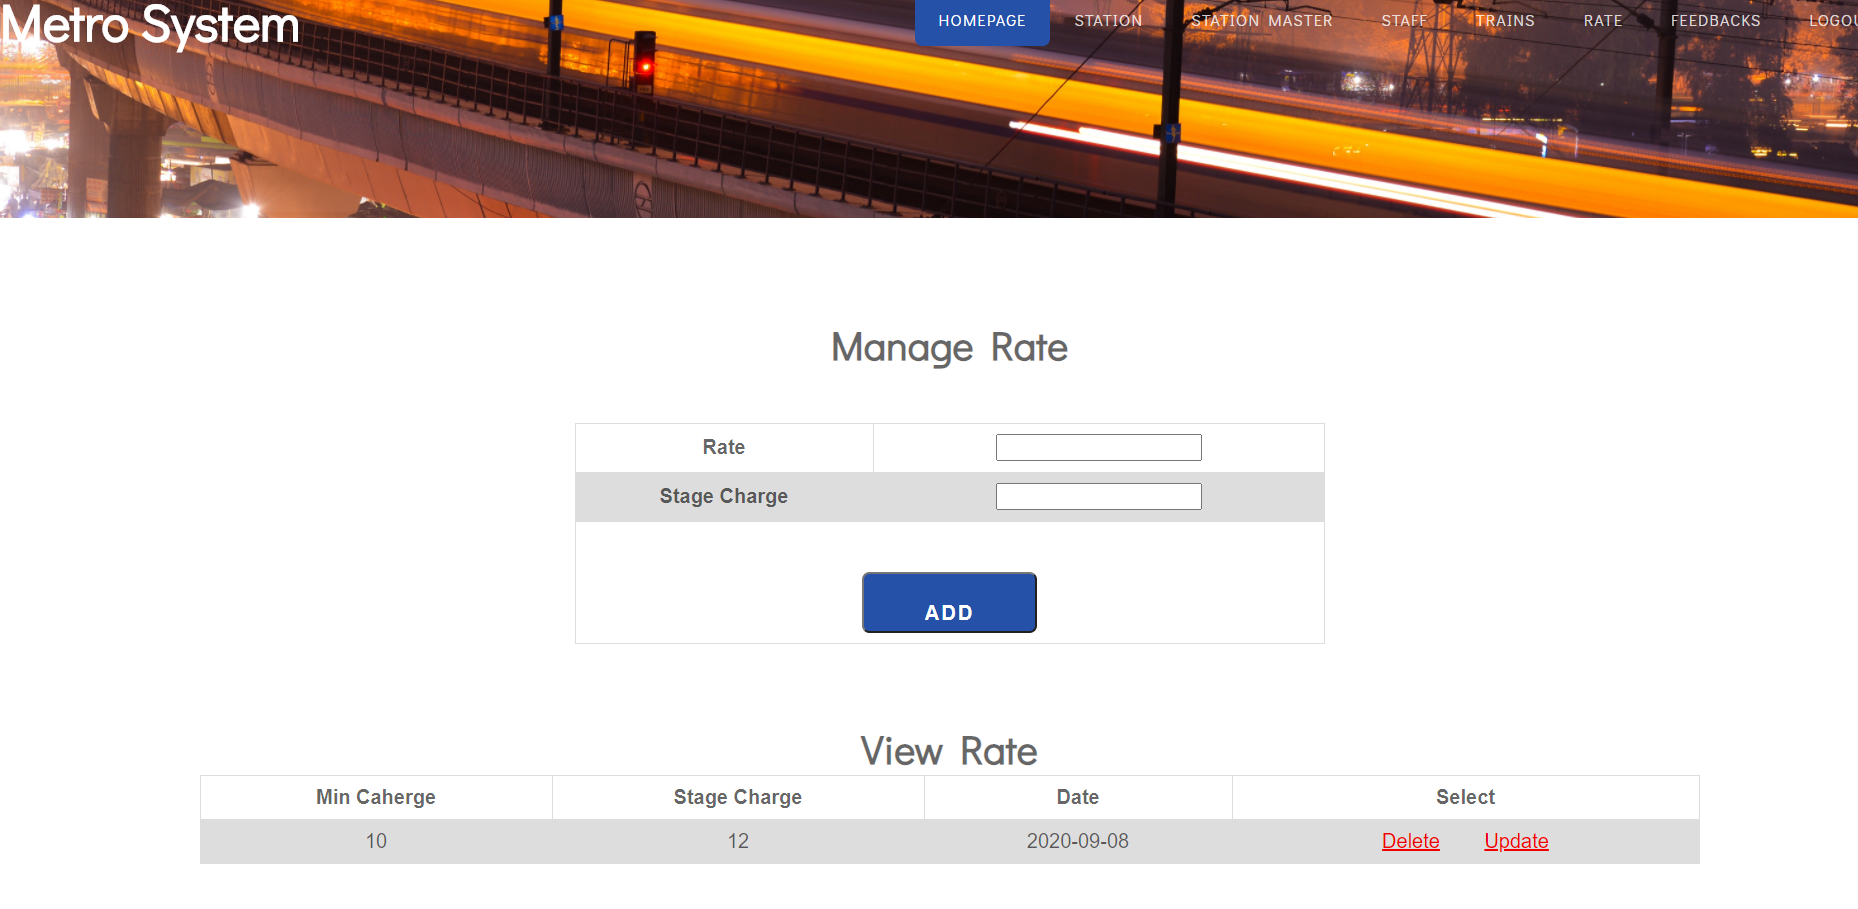 Metro System
HOMEPAGE STATION STATION MASTER STAFF TRAINS RATE FEEDBACKS
Manage Rate
Rate
Stage Charge
ADD
View Rate
Min Caherge Stage Charge Date Select
10 12 2020-09-08 Delete Update